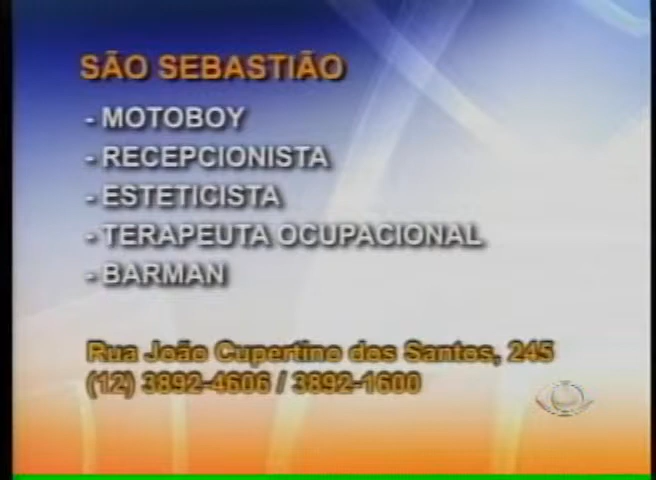 SÃO SEBASTIÃO
- MOTOBOY
- RECEPCIONISTA
- ESTETICISTA
- TERAPEUTA OCUPACIONAL
- BARMAN
Rua João Cupertino dos Santos, 245
(12) 3892-4606 / 3892-1600